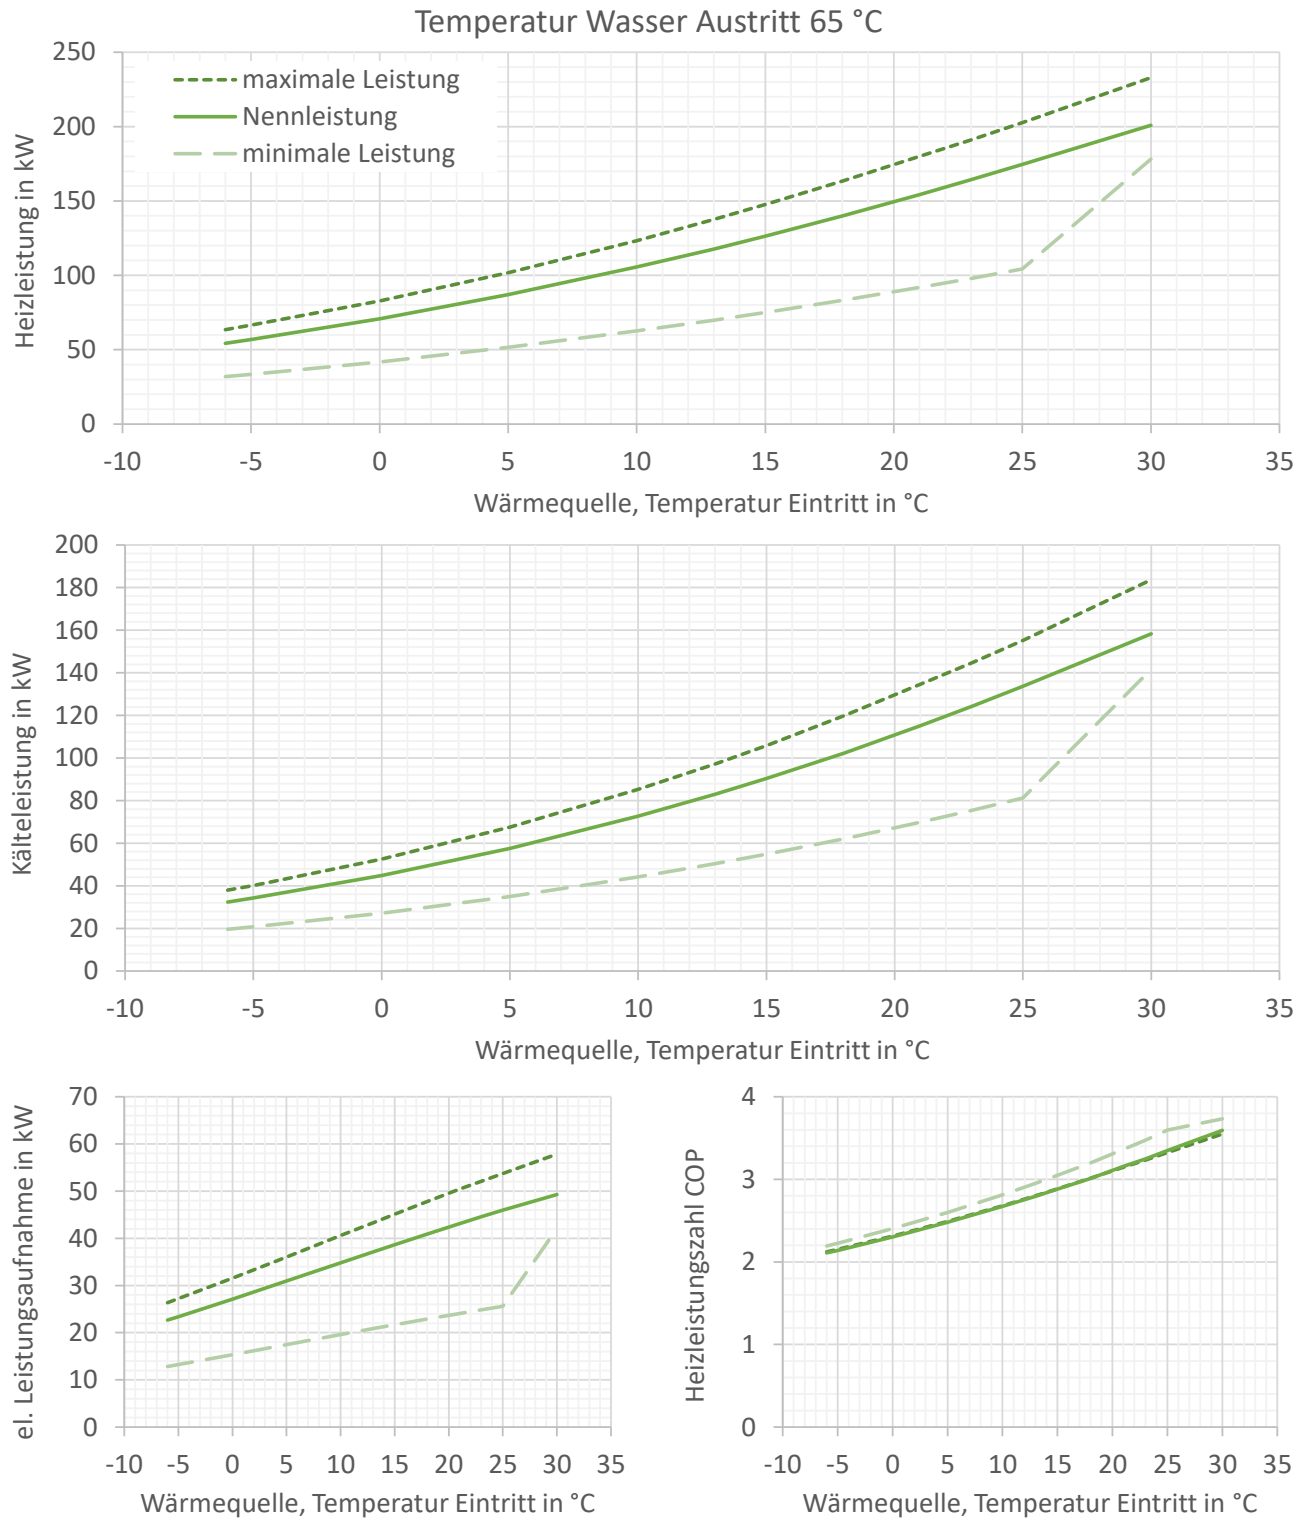 Temperatur Wasser Austritt 65 °C
Heizleistung in kW
250
200
150
100
50
0
maximale Leistung
Nennleistung
minimale Leistung
-10 -5 0 5 10 15 20 25 30 35
Wärmequelle, Temperatur Eintritt in °C
Kälteleistung in kW
200
180
160
140
120
100
80
60
40
20
0
-10 -5 0 5 10 15 20 25 30 35
Wärmequelle, Temperatur Eintritt in °C
el. Leistungsaufnahme in kW
70
60
50
40
30
20
10
0
-10 -5 0 5 10 15 20 25 30 35
Wärmequelle, Temperatur Eintritt in °C
Heizleistungszahl COP
4
3
2
1
0
-10 -5 0 5 10 15 20 25 30 35
Wärmequelle, Temperatur Eintritt in °C